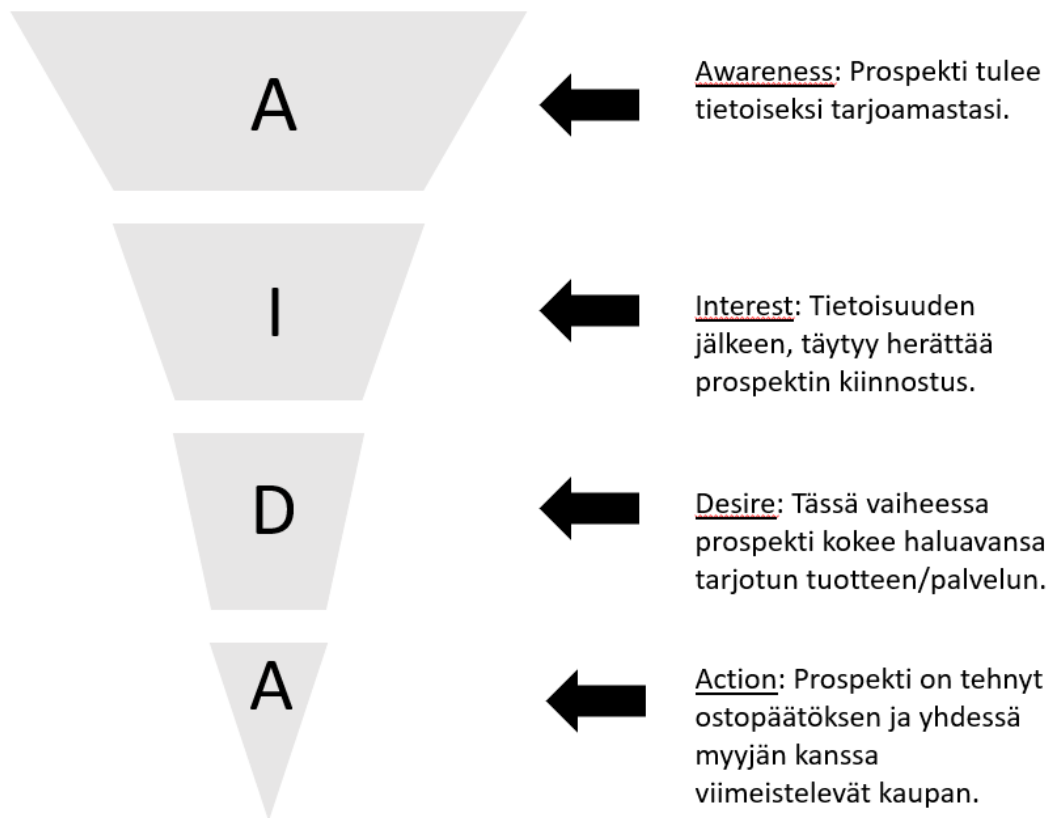 A
Awareness: Prospekti tulee
tietoiseksi tarjoamastasi.
I
Interest: Tietoisuuden
jälkeen, täytyy herättää
prospektin kiinnostus.
D
Desire: Tässä vaiheessa
prospekti kokee haluavansa
tarjotun tuotteen/palvelun.
A
Action: Prospekti on tehnyt
ostopäätöksen ja yhdessä
myyjän kanssa
viimeistelevät kaupan.